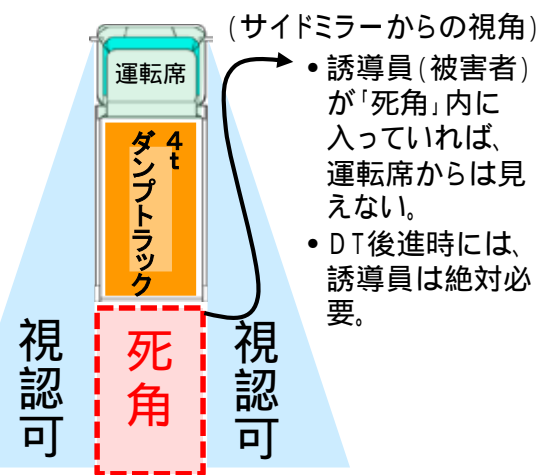 (サイドミラーからの視角)
運転席
4t
ダンプトラック
•誘導員(被害者)
が「死角」内に
入っていれば、
運転席からは見
えない。
•DT後進時には、
誘導員は絶対必
要。
視認可
死角
視認可